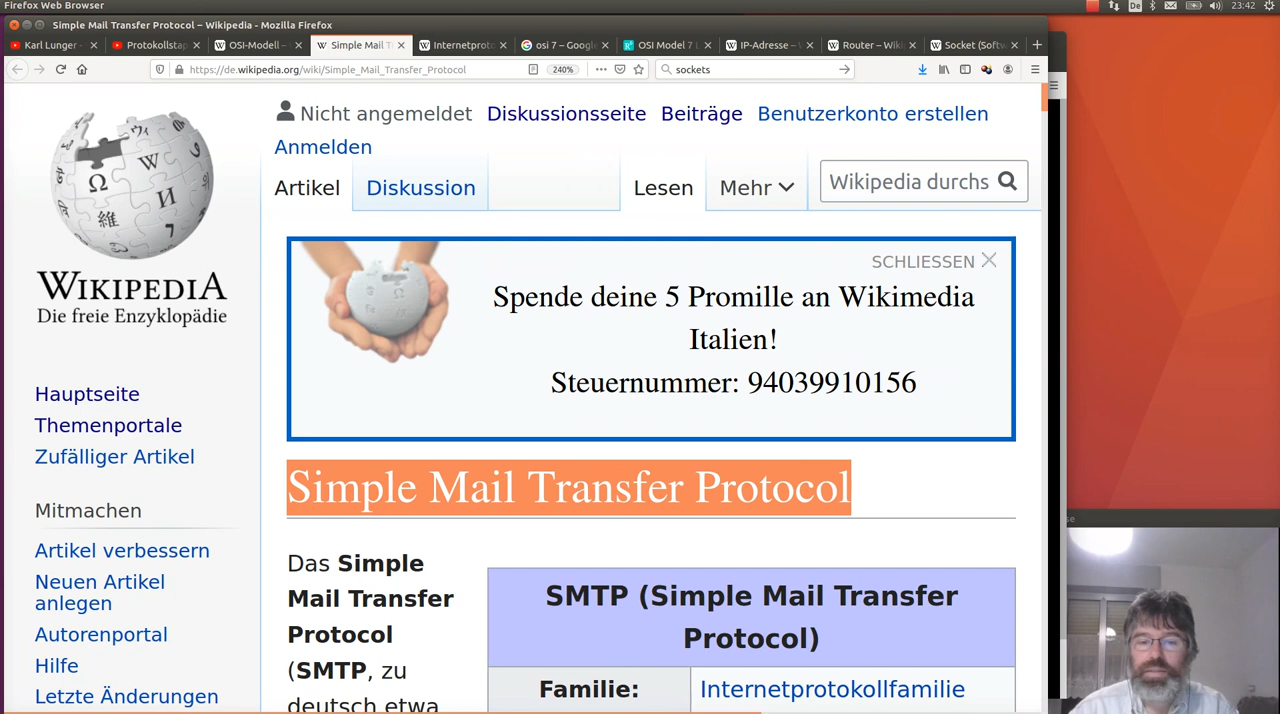 Firefox Web Browser
De
23:42
Simple Mail Transfer Protocol – Wikipedia - Mozilla Firefox
Karl Lunger -
Protokollstap
OSI-Modell –
Simple Mail T
Internetproto
osi 7 – Google
OSI Model 7 L
IP-Adresse – W
Router – Wiki
Socket (Softw
https://de.wikipedia.org/wiki/Simple_Mail_Transfer_Protocol
240%
sockets
Nicht angemeldet Diskussionsseite Beiträge Benutzerkonto erstellen
Anmelden
Artikel Diskussion Lesen Mehr
Wikipedia durchs
WIKIPEDIA
Die freie Enzyklopädie
SCHLIESSEN
Spende deine 5 Promille an Wikimedia
Italien!
Steuernummer: 94039910156
Hauptseite
Themenportale
Zufälliger Artikel
Mitmachen
Artikel verbessern
Neuen Artikel
anlegen
Autorenportal
Hilfe
Letzte Änderungen
Simple Mail Transfer Protocol
Das Simple
Mail Transfer
Protocol
(SMTP, zu
deutsch etwa
SMTP (Simple Mail Transfer
Protocol)
Familie: Internetprotokollfamilie